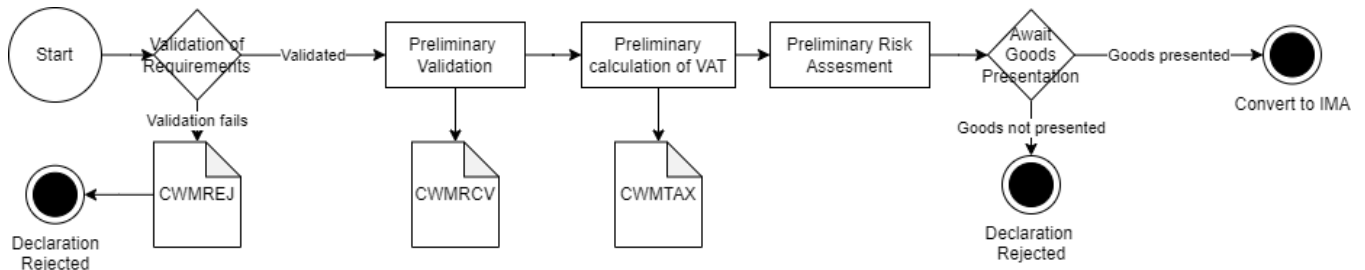 Start
Validation of
Requirements
Validated
Preliminary
Validation
Preliminary
calculation of VAT
Preliminary Risk
Assesment
Await
Goods
Presentation
Goods presented
Convert to IMA
Validation fails
Goods not presented
CWMREJ
CWMRCV
CWMTAX
Declaration
Rejected
Declaration
Rejected